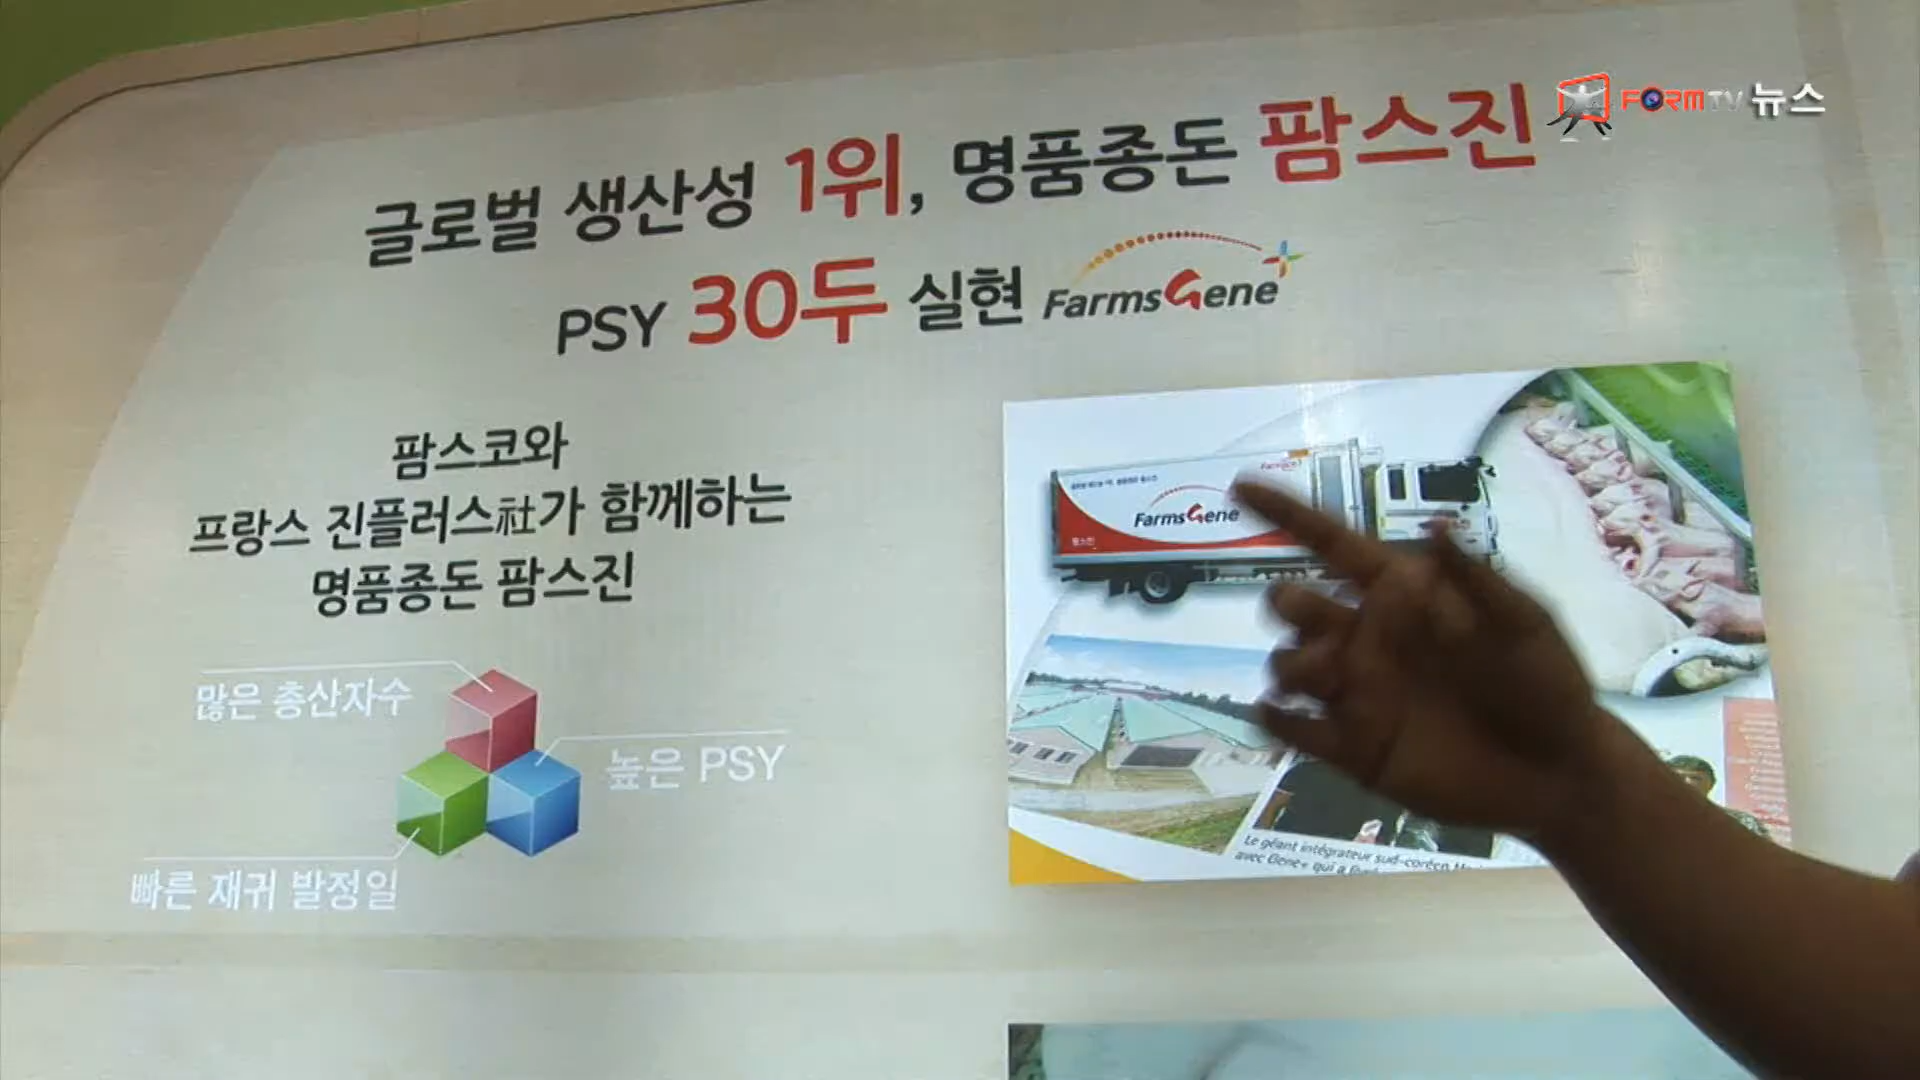 FORMTV 뉴스
글로벌 생산성 1위, 명품종돈 팜스진
PSY 30두 실현 FarmsGene
팜스코와
프랑스 진플러스社가 함께하는
명품종돈 팜스진
많은 총산자수
높은 PSY
빠른 재귀 발정일
FarmsGene
팜스진
Le géant intégrateur sud-coréen
avec Gene+ qui a